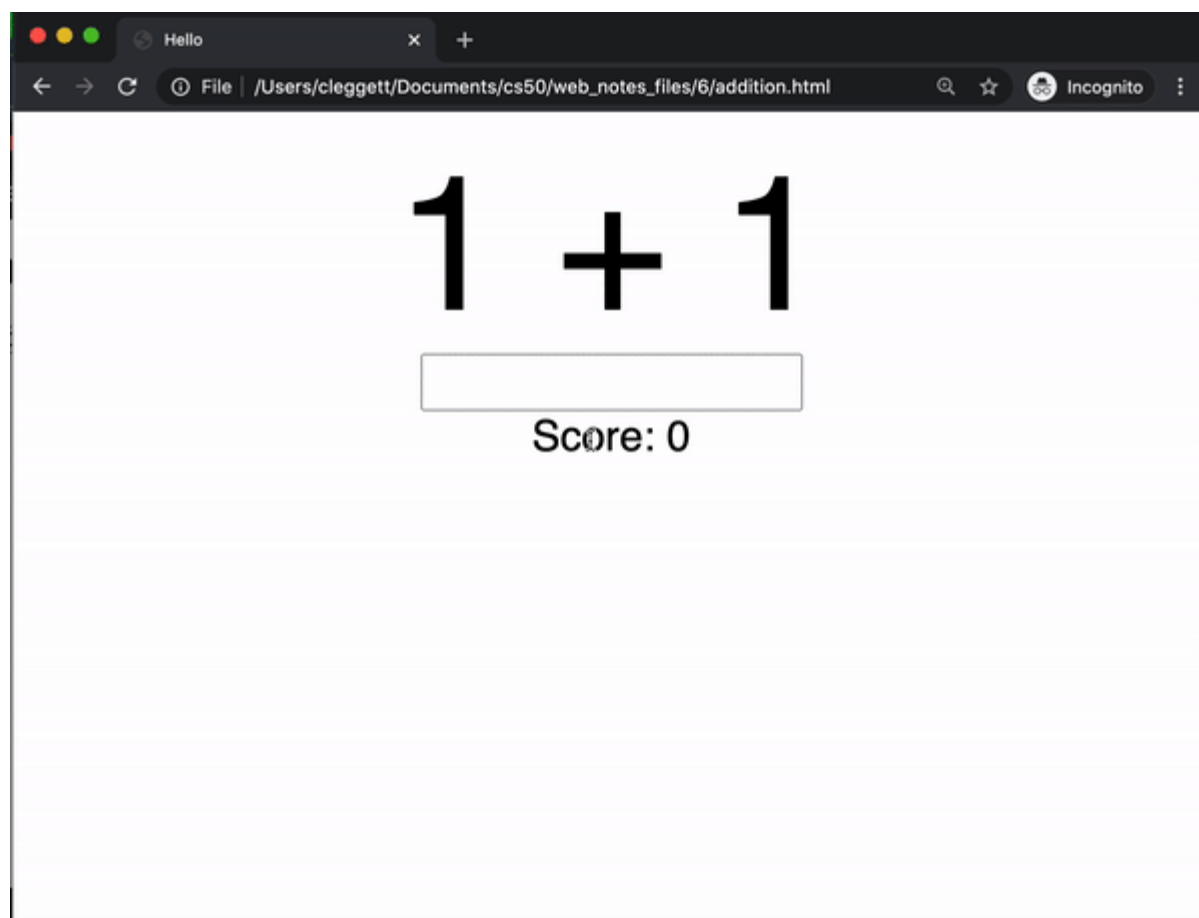 Hello
File /Users/cleggett/Documents/cs50/web_notes_files/6/addition.html Incognito
1 + 1
Score: 0